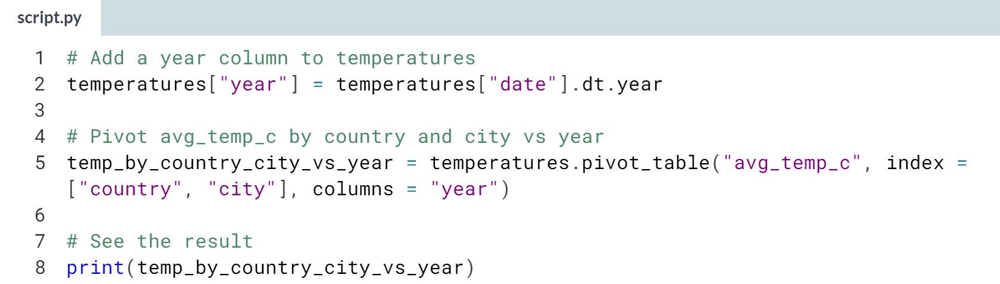 script.py
1 # Add a year column to temperatures
2 temperatures["year"] = temperatures["date"].dt.year
3
4 # Pivot avg_temp_c by country and city vs year
5 temp_by_country_city_vs_year = temperatures.pivot_table("avg_temp_c", index =
["country", "city"], columns = "year")
6
7 # See the result
8 print(temp_by_country_city_vs_year)